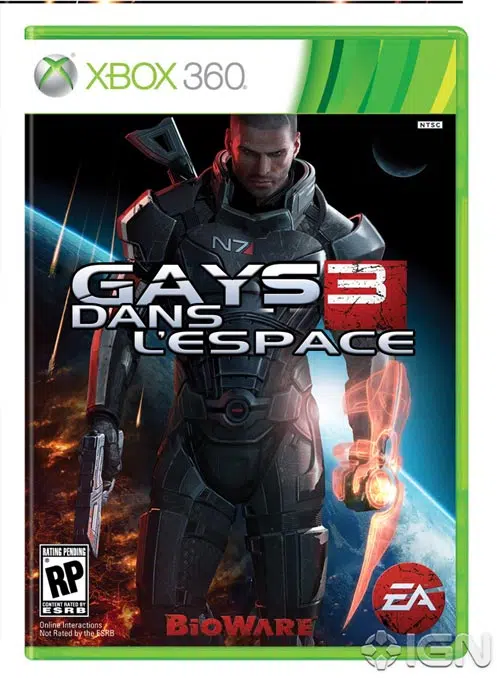 XBOX 360
NTSC
N7
GAYS 3
DANS
L'ESPACE
RATING PENDING
RP
CONTENT RATED BY
ESRB
Online Interactions
Not Rated by the ESRB
BIOWARE
EA
IGN